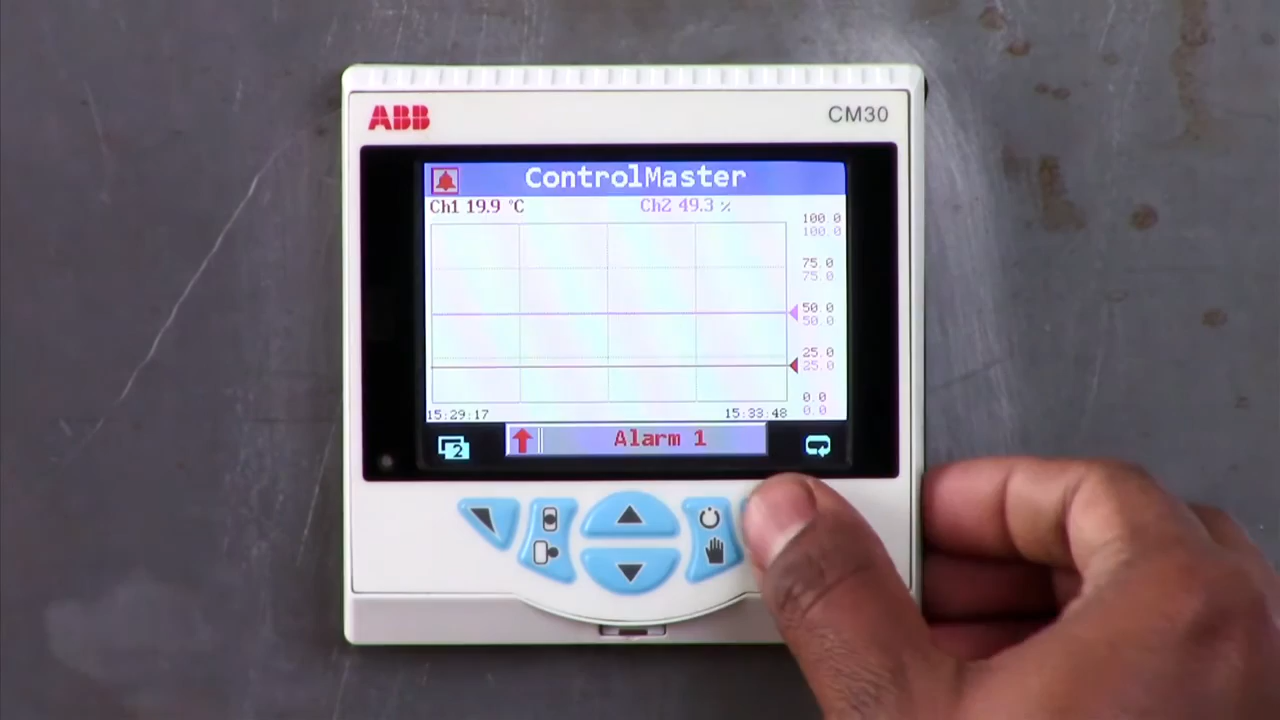 ABB
CM30
ControlMaster
Ch1 19.9 °C Ch2 49.3 %
100.0
100.0
75.0
75.0
50.0
50.0
25.0
25.0
0.0
0.0
15:29:17 15:33:48
2 Alarm 1